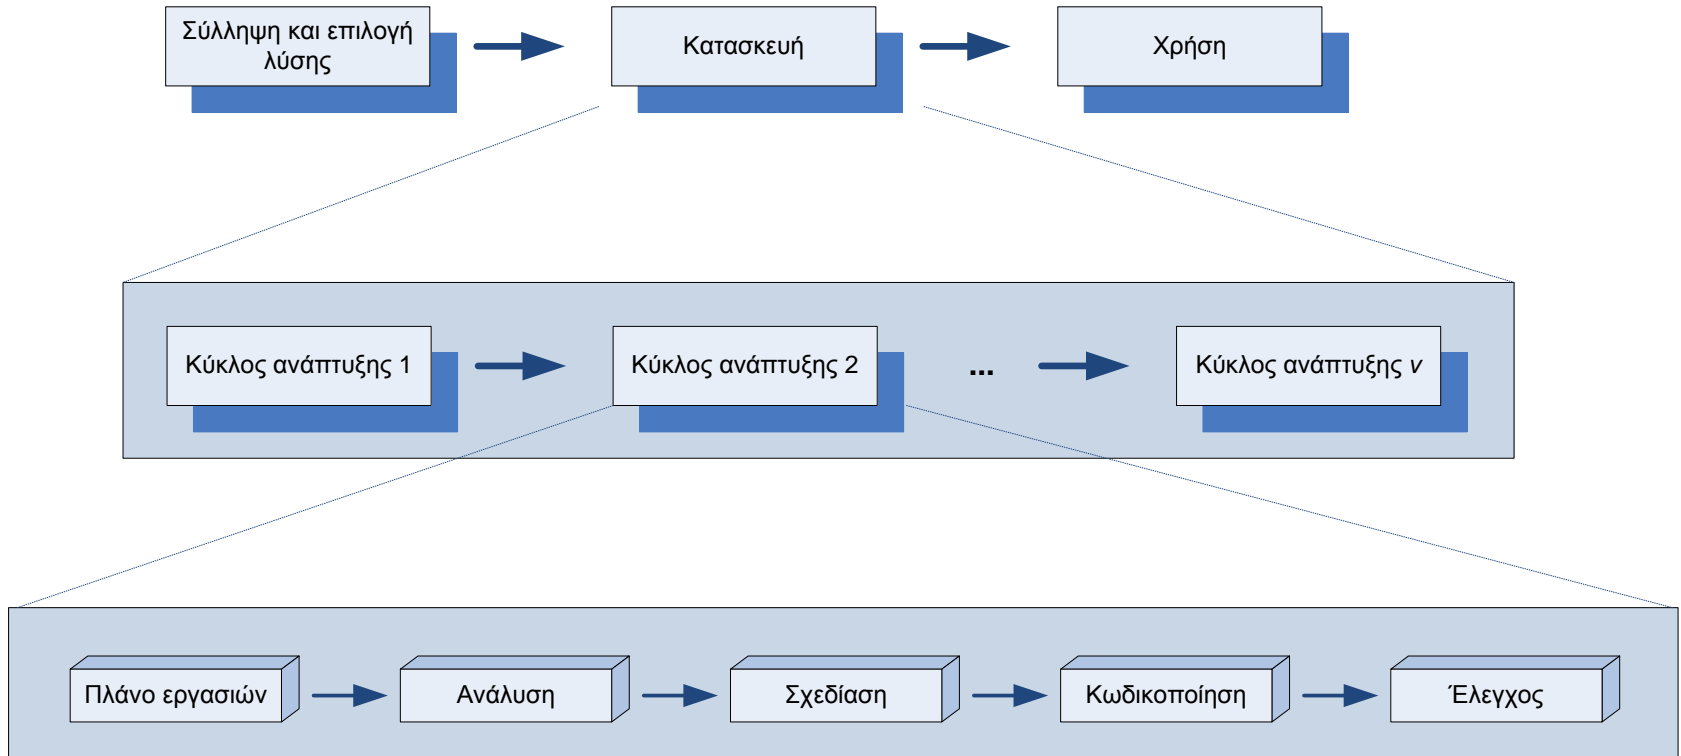 Σύλληψη και επιλογή
λύσης
Κατασκευή
Χρήση
Κύκλος ανάπτυξης 1
Κύκλος ανάπτυξης 2
...
Κύκλος ανάπτυξης ν
Πλάνο εργασιών
Ανάλυση
Σχεδίαση
Κωδικοποίηση
Έλεγχος